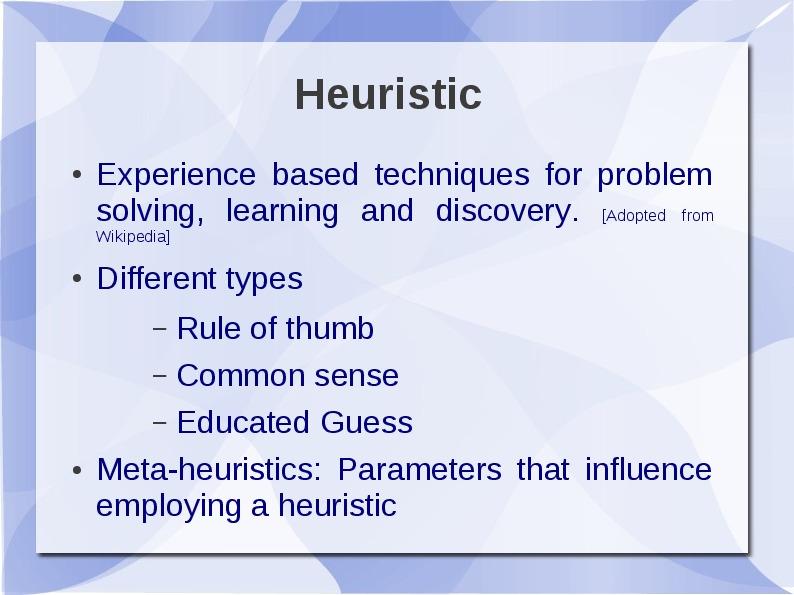 Heuristic
• Experience based techniques for problem
solving, learning and discovery. [Adopted from
Wikipedia]
• Different types
– Rule of thumb
– Common sense
– Educated Guess
• Meta-heuristics: Parameters that influence
employing a heuristic